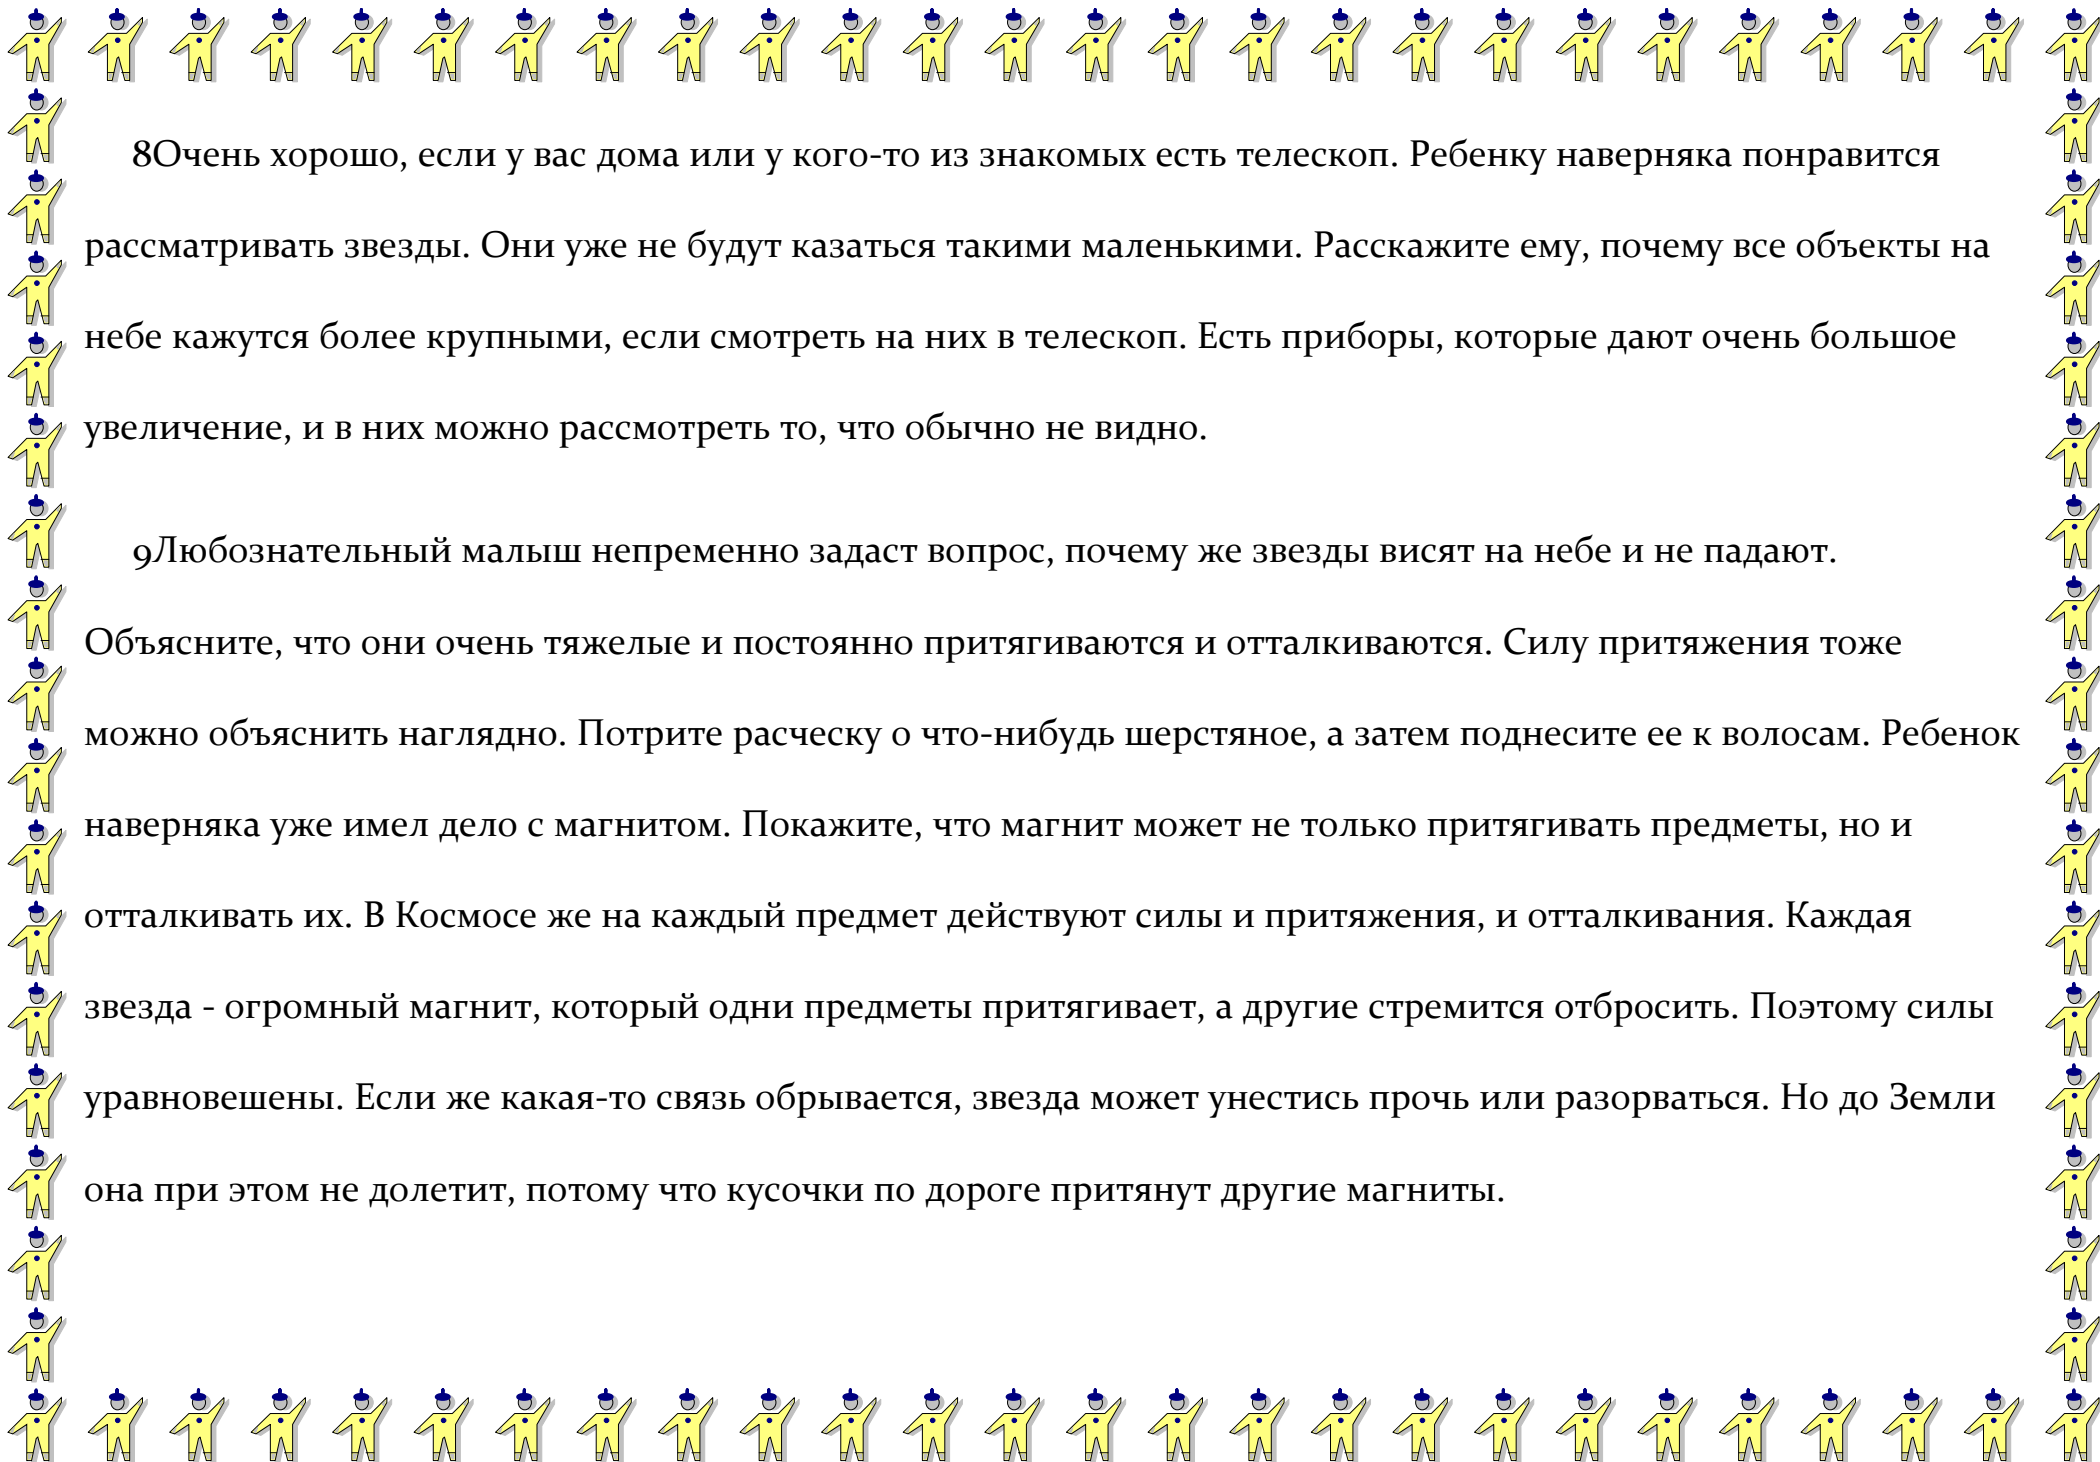 8Очень хорошо, если у вас дома или у кого-то из знакомых есть телескоп. Ребенку наверняка понравится
рассматривать звезды. Они уже не будут казаться такими маленькими. Расскажите ему, почему все объекты на
небе кажутся более крупными, если смотреть на них в телескоп. Есть приборы, которые дают очень большое
увеличение, и в них можно рассмотреть то, что обычно не видно.
9Любознательный малыш непременно задаст вопрос, почему же звезды висят на небе и не падают.
Объясните, что они очень тяжелые и постоянно притягиваются и отталкиваются. Силу притяжения тоже
можно объяснить наглядно. Потрите расческу о что-нибудь шерстяное, а затем поднесите ее к волосам. Ребенок
наверняка уже имел дело с магнитом. Покажите, что магнит может не только притягивать предметы, но и
отталкивать их. В Космосе же на каждый предмет действуют силы и притяжения, и отталкивания. Каждая
звезда - огромный магнит, который одни предметы притягивает, а другие стремится отбросить. Поэтому силы
уравновешены. Если же какая-то связь обрывается, звезда может унестись прочь или разорваться. Но до Земли
она при этом не долетит, потому что кусочки по дороге притянут другие магниты.